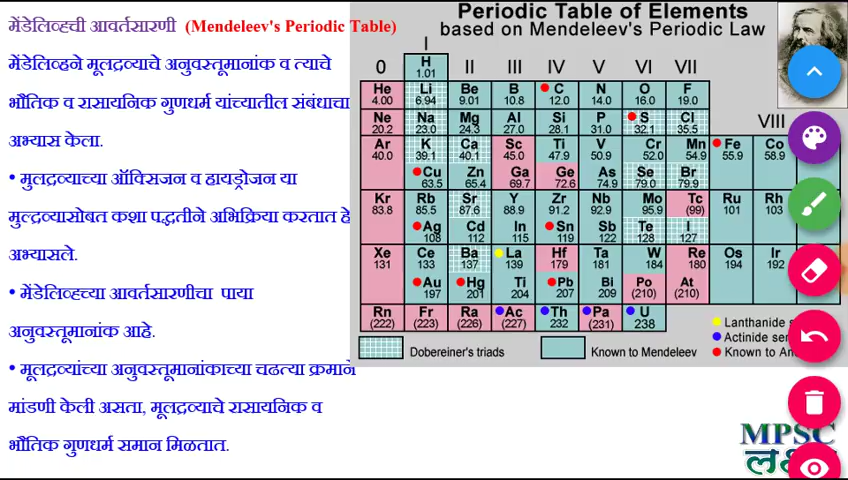 मेंडेलिव्हची आवर्तसारणी (Mendeleev's Periodic Table)
मेंडेलिव्हने मूलद्रव्याचे अनुवस्तूमानांक व त्याचे
भौतिक व रासायनिक गुणधर्म यांच्यातील संबंधाचा
अभ्यास केला.
• मुलद्रव्याच्या ऑक्सिजन व हायड्रोजन या
मुल्द्रव्यासोबत कशा पद्धतीने अभिक्रिया करतात हे
अभ्यासले.
• मेंडेलिव्हच्या आवर्तसारणीचा पाया
अनुवस्तूमानांक आहे.
• मूलद्रव्यांच्या अनुवस्तूमानांकाच्या चढत्या क्रमाने
मांडणी केली असता, मूलद्रव्याचे रासायनिक व
भौतिक गुणधर्म समान मिळतात.
Periodic Table of Elements
based on Mendeleev's Periodic Law
0 I II III IV V VI VII VIII
H
1.01
He Li Be B C N O F
4.00 6.94 9.01 10.8 12.0 14.0 16.0 19.0
Ne Na Mg Al Si P S Cl
20.2 23.0 24.3 27.0 28.1 31.0 32.1 35.5
Ar K Ca Sc Ti V Cr Mn Fe Co
40.0 39.1 40.1 45.0 47.9 50.9 52.0 54.9 55.9 58.9
Cu Zn Ga Ge As Se Br
63.5 65.4 69.7 72.6 74.9 79.0 79.9
Kr Rb Sr Y Zr Nb Mo Tc Ru Rh
83.8 85.5 87.6 88.9 91.2 92.9 95.9 (99) 101 103
Ag Cd In Sn Sb Te I
108 112 115 119 122 128 127
Xe Ce Ba La Hf Ta W Re Os Ir
131 133 137 139 179 181 184 180 194 192
Au Hg Ti Pb Bi Po At
197 201 204 207 209 (210) (210)
Rn Fr Ra Ac Th Pa U
(222) (223) (226) (227) 232 (231) 238
Lanthanide
Actinide
Known to
Dobereiner's triads Known to Mendeleev
MPSC